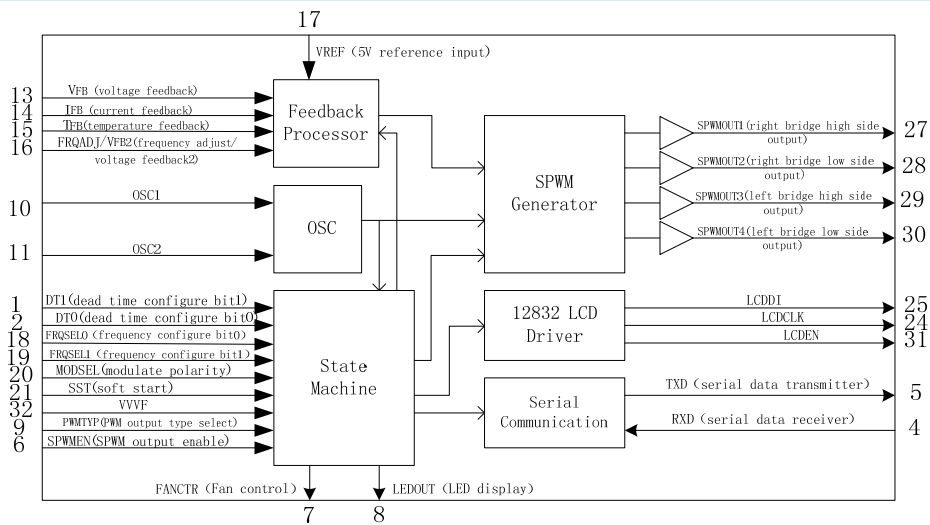 17
VREF (5V reference input)
13
VFB (voltage feedback)
14
IFB (current feedback)
15
TFB(temperature feedback)
16
FRQADJ/VFB2(frequency adjust/
voltage feedback2)
Feedback
Processor
10
OSC1
11
OSC2
OSC
SPWM
Generator
SPWMOUT1(right bridge high side
output)
27
SPWMOUT2(right bridge low side
output)
28
SPWMOUT3(left bridge high side
output)
29
SPWMOUT4(left bridge low side
output)
30
1
DT1(dead time configure bit1)
2
DT0(dead time configure bit0)
18
FRQSEL0 (frequency configure bit0)
19
FRQSEL1 (frequency configure bit1)
20
MODSEL(modulate polarity)
21
SST(soft start)
32
VVVF
9
PWMTYP(PWM output type select)
6
SPWMEN(SPWM output enable)
State
Machine
12832 LCD
Driver
LCDDI
25
LCDCLK
24
LCDEN
31
Serial
Communication
TXD (serial data transmitter)
5
RXD (serial data receiver)
4
FANCTR (Fan control)
7
LEDOUT (LED display)
8